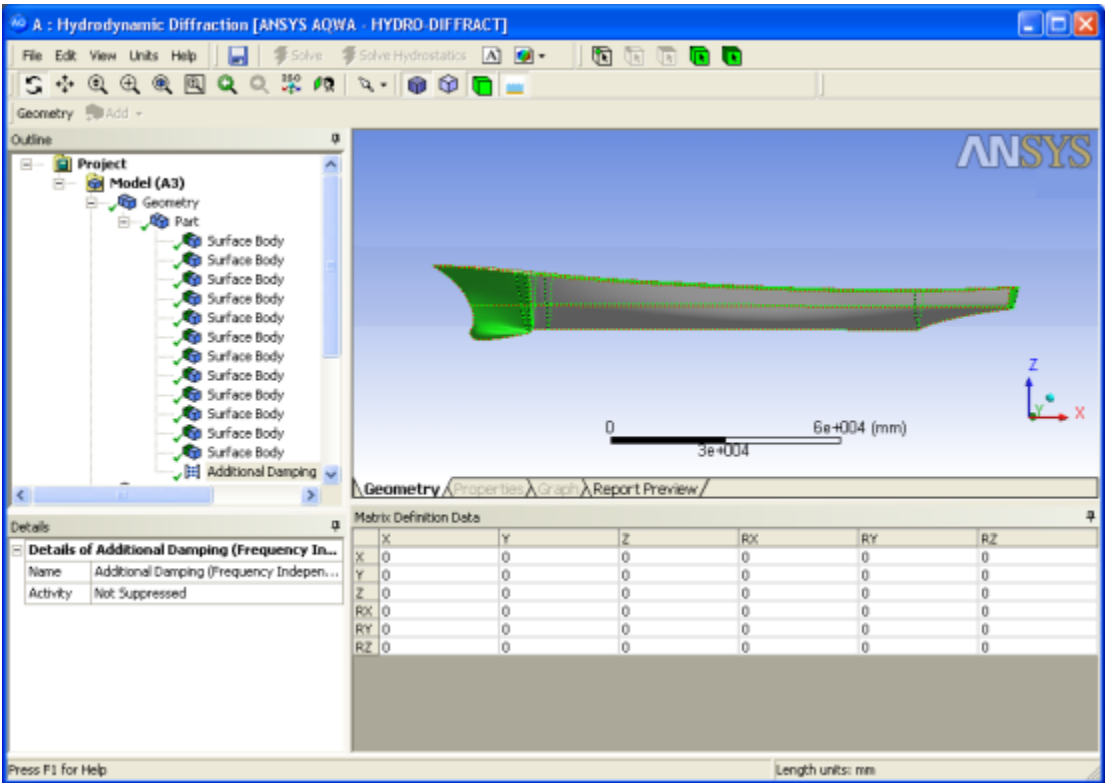 A : Hydrodynamic Diffraction [ANSYS AQWA - HYDRO-DIFFRACT]
File Edit View Units Help Solve Solve Hydrostatics A
ISO
Geometry Add
Outline
Project
Model (A3)
Geometry
Part
Surface Body
Surface Body
Surface Body
Surface Body
Surface Body
Surface Body
Surface Body
Surface Body
Surface Body
Surface Body
Surface Body
Surface Body
Additional Damping
ANSYS
Z
Y X
0 6e+004 (mm)
3e+004
Geometry Properties Graph Report Preview
Details
Details of Additional Damping (Frequency In...
Name Additional Damping (Frequency Indepen...
Activity Not Suppressed
Matrix Definition Data
X Y Z RX RY RZ
X 0 0 0 0 0 0
Y 0 0 0 0 0 0
Z 0 0 0 0 0 0
RX 0 0 0 0 0 0
RY 0 0 0 0 0 0
RZ 0 0 0 0 0 0
Press F1 for Help
Length units: mm